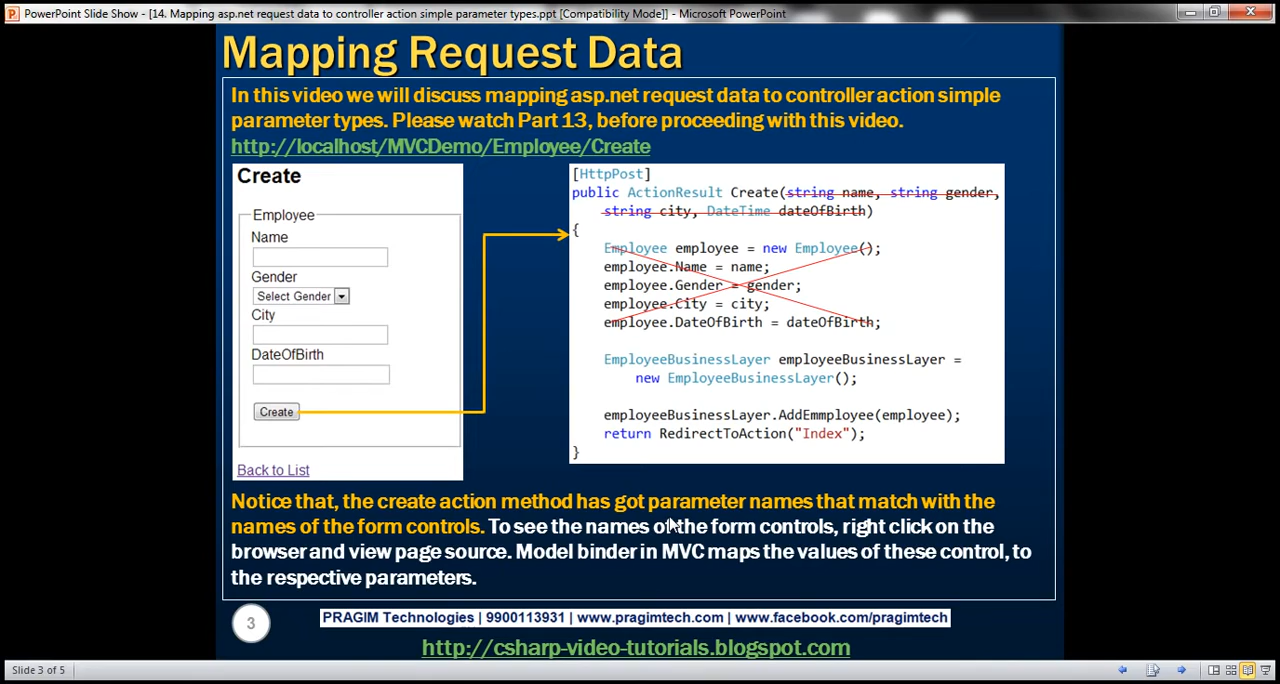 PowerPoint Slide Show - [14. Mapping asp.net request data to controller action simple parameter types.ppt [Compatibility Mode]] - Microsoft PowerPoint
Mapping Request Data
In this video we will discuss mapping asp.net request data to controller action simple
parameter types. Please watch Part 13, before proceeding with this video.
http://localhost/MVCDemo/Employee/Create
Create
Employee
Name
Gender
Select Gender
City
DateOfBirth
Create
Back to List
[HttpPost]
public ActionResult Create(string name, string gender,
string city, DateTime dateOfBirth)
{
Employee employee = new Employee();
employee.Name = name;
employee.Gender = gender;
employee.City = city;
employee.DateOfBirth = dateOfBirth;
EmployeeBusinessLayer employeeBusinessLayer =
new EmployeeBusinessLayer();
employeeBusinessLayer.AddEmmployee(employee);
return RedirectToAction("Index");
}
Notice that, the create action method has got parameter names that match with the
names of the form controls. To see the names of the form controls, right click on the
browser and view page source. Model binder in MVC maps the values of these control, to
the respective parameters.
3
PRAGIM Technologies | 9900113931 | www.pragimtech.com | www.facebook.com/pragimtech
http://csharp-video-tutorials.blogspot.com
Slide 3 of 5